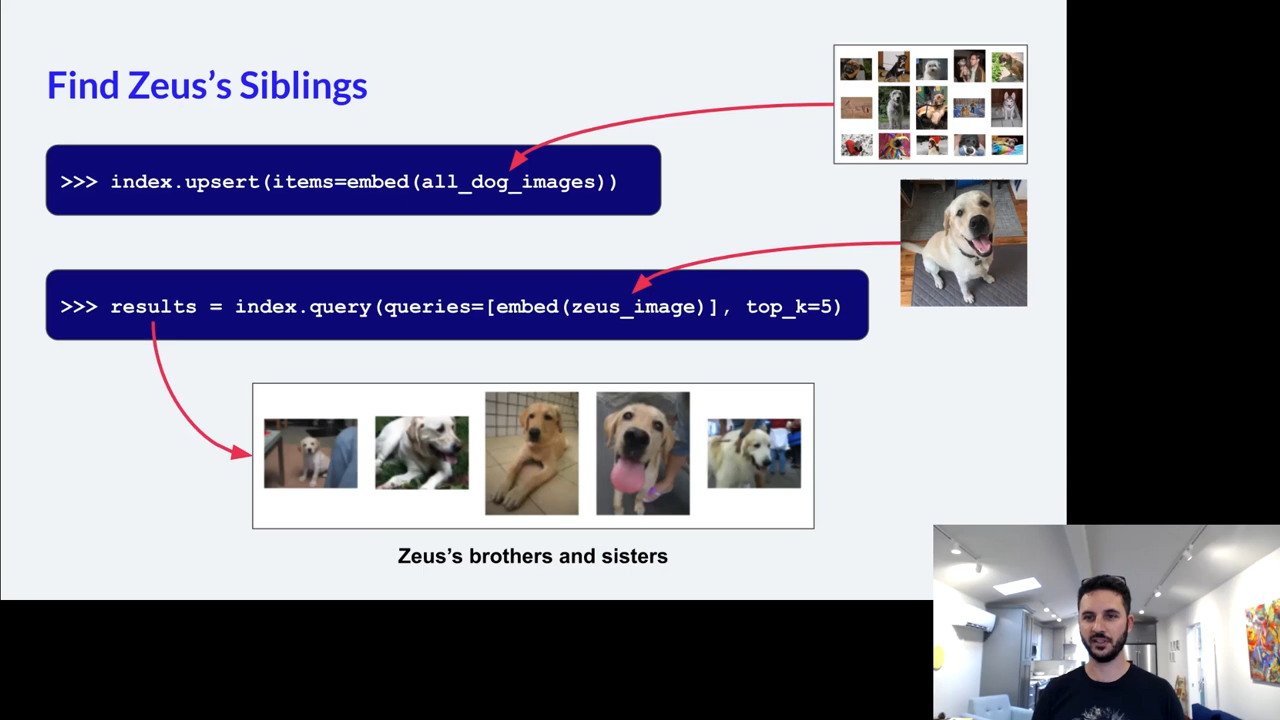 Find Zeus’s Siblings
>>> index.upsert(items=embed(all_dog_images))
>>> results = index.query(queries=[embed(zeus_image)], top_k=5)
Zeus’s brothers and sisters